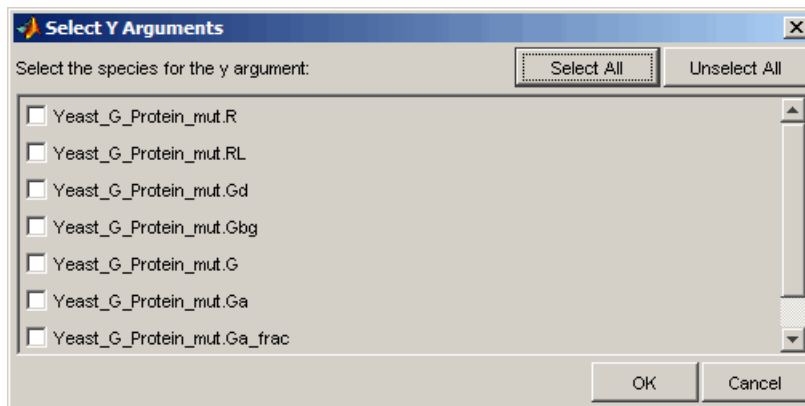 Select Y Arguments
Select the species for the y argument: Select All Unselect All
Yeast_G_Protein_mut.R
Yeast_G_Protein_mut.RL
Yeast_G_Protein_mut.Gd
Yeast_G_Protein_mut.Gbg
Yeast_G_Protein_mut.G
Yeast_G_Protein_mut.Ga
Yeast_G_Protein_mut.Ga_frac
OK Cancel